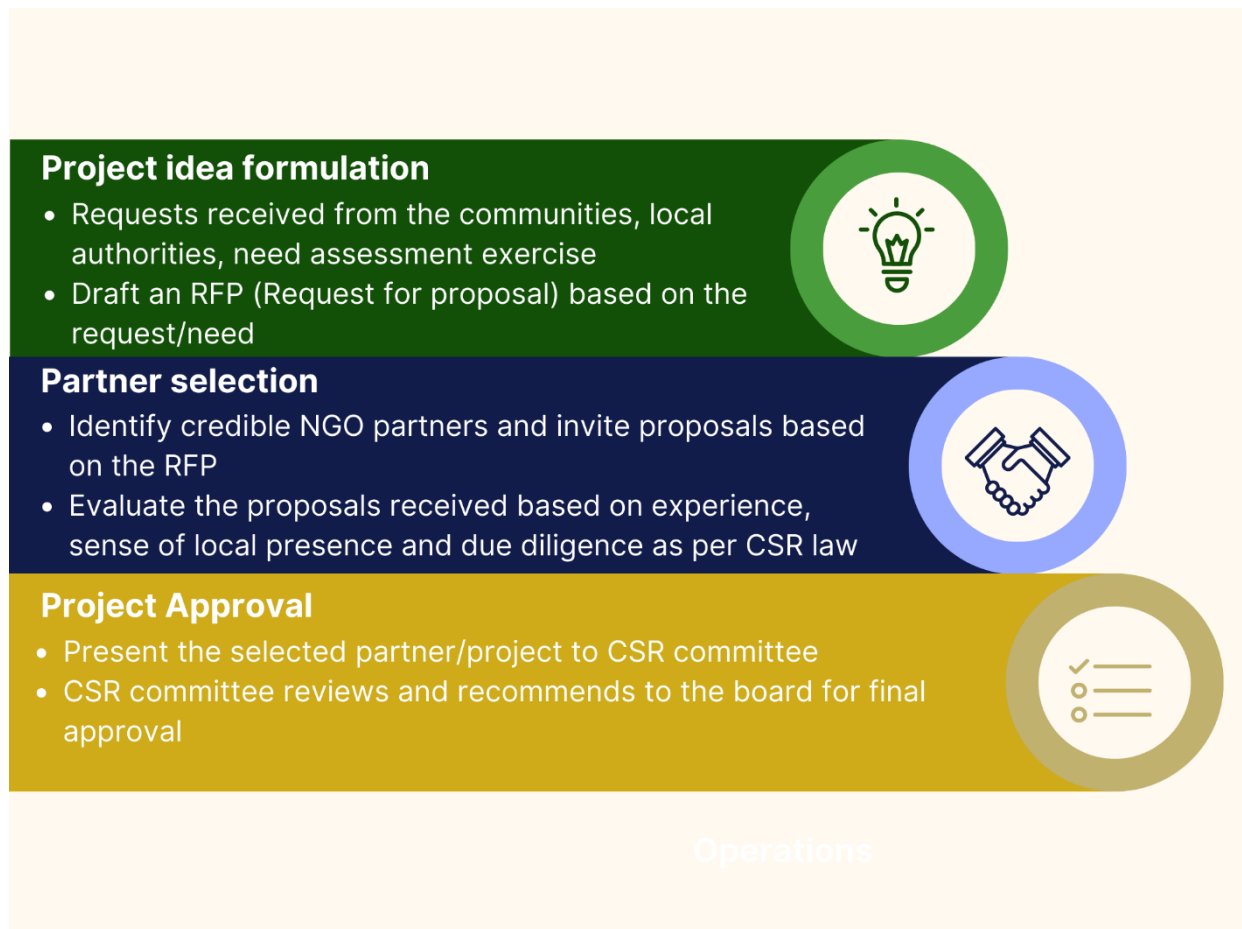 Project idea formulation
• Requests received from the communities, local
authorities, need assessment exercise
• Draft an RFP (Request for proposal) based on the
request/need
Partner selection
• Identify credible NGO partners and invite proposals based
on the RFP
• Evaluate the proposals received based on experience,
sense of local presence and due diligence as per CSR law
Project Approval
• Present the selected partner/project to CSR committee
• CSR committee reviews and recommends to the board for final
approval
Operations